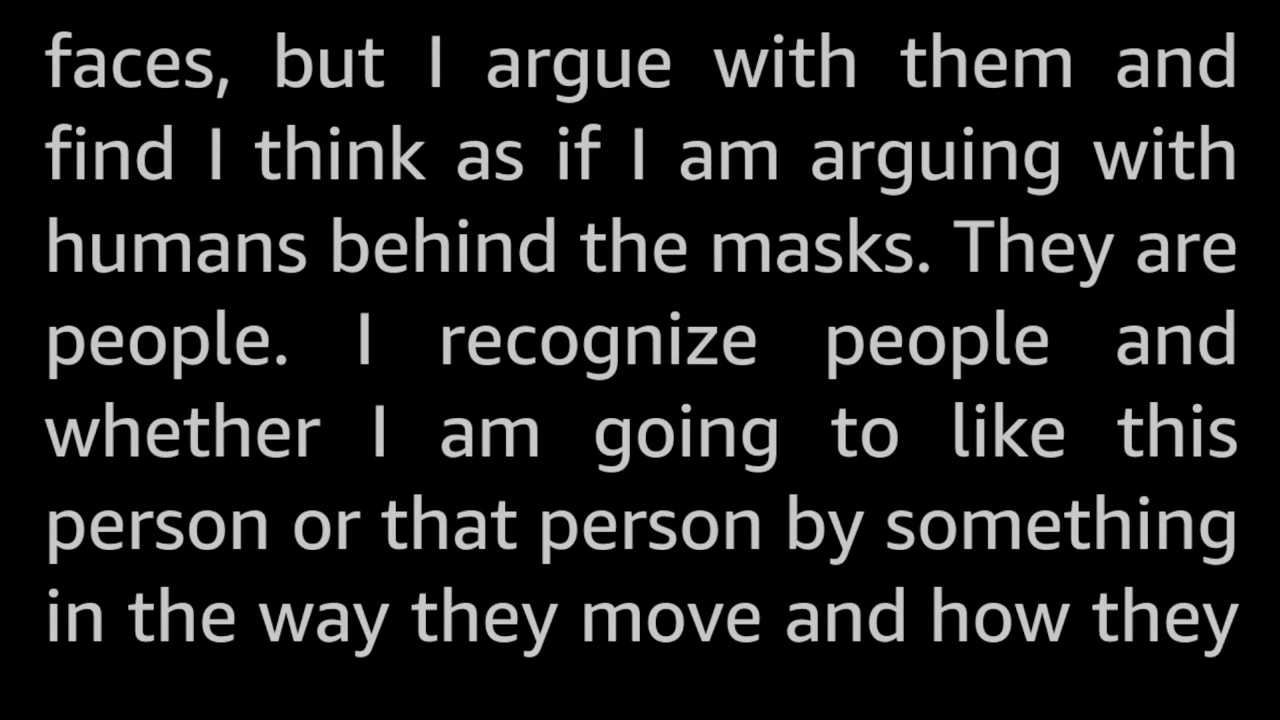 faces, but I argue with them and
find I think as if I am arguing with
humans behind the masks. They are
people. I recognize people and
whether I am going to like this
person or that person by something
in the way they move and how they